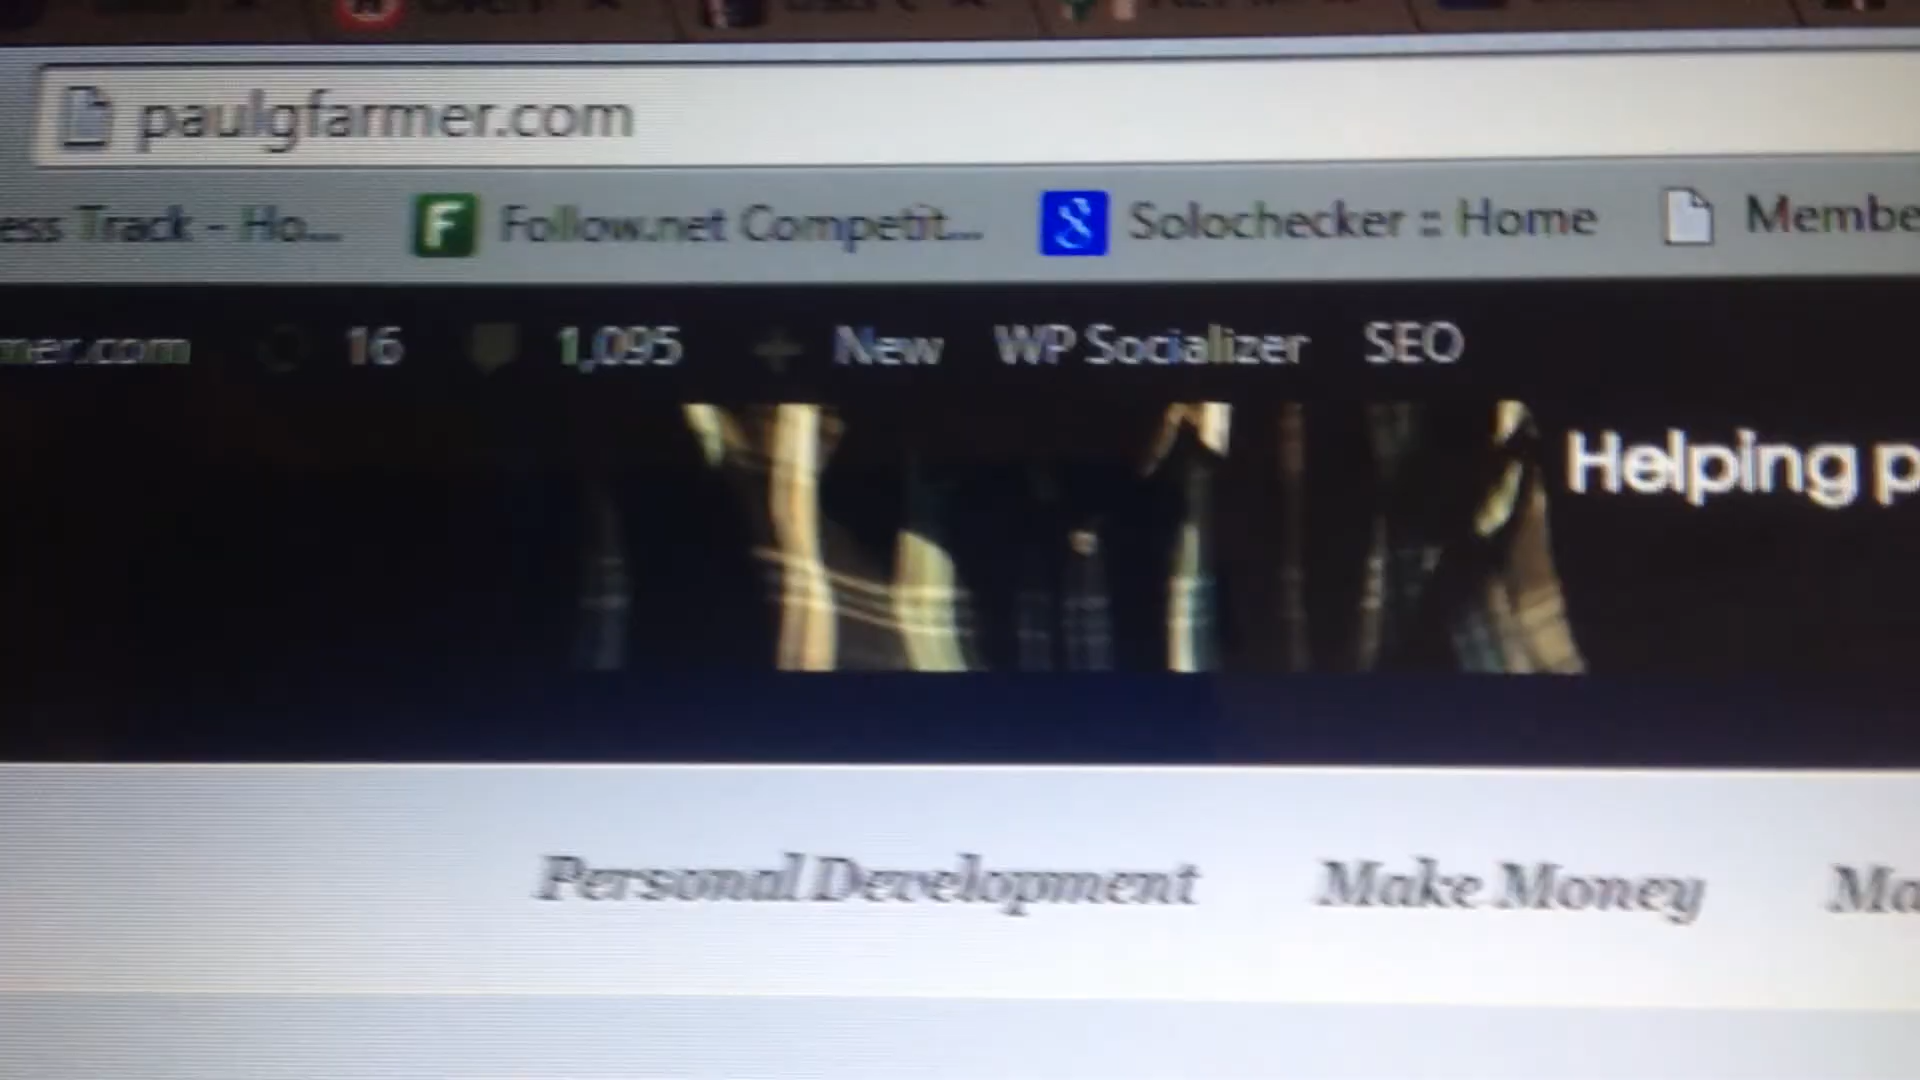 paulgfarmer.com
ess Track - Ho...
Follow.net Competit...
Solochecker :: Home
Membe
mer.com
16
1,095
New
WP Socializer
SEO
Helping p
Personal Development
Make Money
Ma